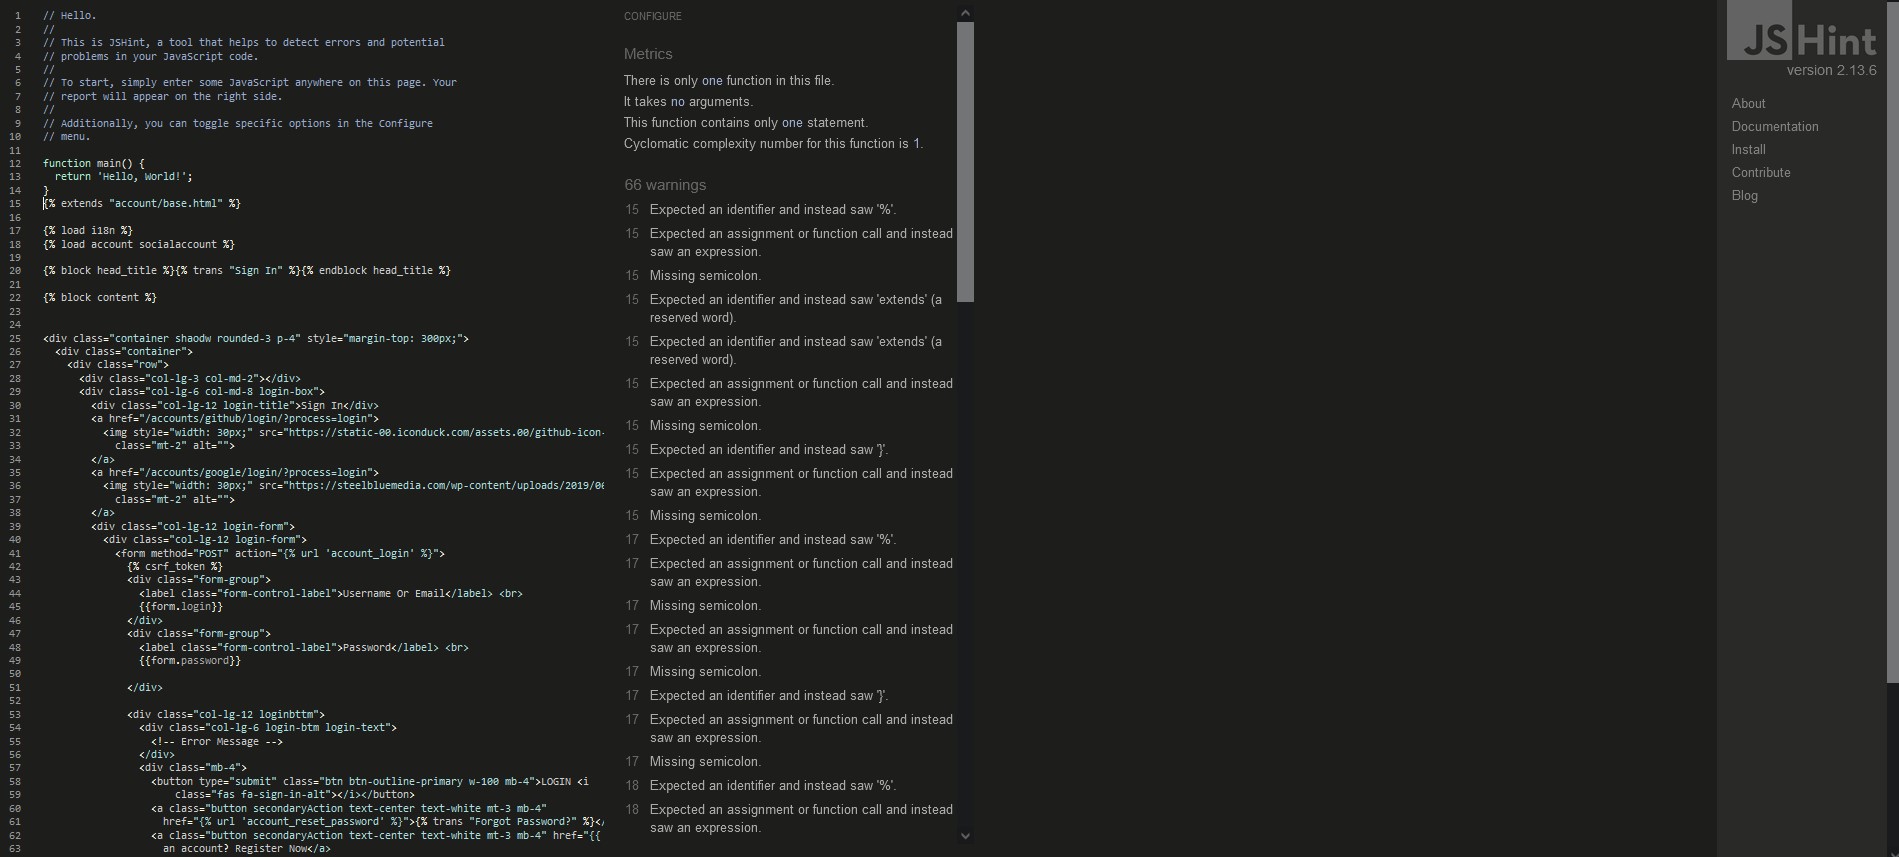 1 // Hello.
2 //
3 // This is JSHint, a tool that helps to detect errors and potential
4 // problems in your JavaScript code.
5 //
6 // To start, simply enter some JavaScript anywhere on this page. Your
7 // report will appear on the right side.
8 //
9 // Additionally, you can toggle specific options in the Configure
10 // menu.
11
12 function main() {
13 return 'Hello, World!';
14 }
15 {% extends "account/base.html" %}
16
17 {% load i18n %}
18 {% load account socialaccount %}
19
20 {% block head_title %}{% trans "Sign In" %}{% endblock head_title %}
21
22 {% block content %}
23
24
25 <div class="container shaodw rounded-3 p-4" style="margin-top: 300px;">
26 <div class="container">
27 <div class="row">
28 <div class="col-lg-3 col-md-2"></div>
29 <div class="col-lg-6 col-md-8 login-box">
30 <div class="col-lg-12 login-title">Sign In</div>
31 <a href="/accounts/github/login/?process=login">
32 <img style="width: 30px;" src="https://static-00.iconduck.com/assets.00/github-icon-
33 class="mt-2" alt="">
34 </a>
35 <a href="/accounts/google/login/?process=login">
36 <img style="width: 30px;" src="https://steelbluemedia.com/wp-content/uploads/2019/06
37 class="mt-2" alt="">
38 </a>
39 <div class="col-lg-12 login-form">
40 <div class="col-lg-12 login-form">
41 <form method="POST" action="{% url 'account_login' %}">
42 {% csrf_token %}
43 <div class="form-group">
44 <label class="form-control-label">Username Or Email</label> <br>
45 {{form.login}}
46 </div>
47 <div class="form-group">
48 <label class="form-control-label">Password</label> <br>
49 {{form.password}}
50
51 </div>
52
53 <div class="col-lg-12 loginbttm">
54 <div class="col-lg-6 login-btm login-text">
55 <!-- Error Message -->
56 </div>
57 <div class="mb-4">
58 <button type="submit" class="btn btn-outline-primary w-100 mb-4">LOGIN <i
59 class="fas fa-sign-in-alt"></i></button>
60 <a class="button secondaryAction text-center text-white mt-3 mb-4"
61 href="{% url 'account_reset_password' %}">{% trans "Forgot Password?" %}</
62 <a class="button secondaryAction text-center text-white mt-3 mb-4" href="{{
63 an account? Register Now</a>
CONFIGURE
Metrics
There is only one function in this file.
It takes no arguments.
This function contains only one statement.
Cyclomatic complexity number for this function is 1.
66 warnings
15 Expected an identifier and instead saw '%'.
15 Expected an assignment or function call and instead
saw an expression.
15 Missing semicolon.
15 Expected an identifier and instead saw 'extends' (a
reserved word).
15 Expected an identifier and instead saw 'extends' (a
reserved word).
15 Expected an assignment or function call and instead
saw an expression.
15 Missing semicolon.
15 Expected an identifier and instead saw '}'.
15 Expected an assignment or function call and instead
saw an expression.
15 Missing semicolon.
17 Expected an identifier and instead saw '%'.
17 Expected an assignment or function call and instead
saw an expression.
17 Missing semicolon.
17 Expected an assignment or function call and instead
saw an expression.
17 Missing semicolon.
17 Expected an identifier and instead saw '}'.
17 Expected an assignment or function call and instead
saw an expression.
17 Missing semicolon.
18 Expected an identifier and instead saw '%'.
18 Expected an assignment or function call and instead
saw an expression.
JSHint
version 2.13.6
About
Documentation
Install
Contribute
Blog